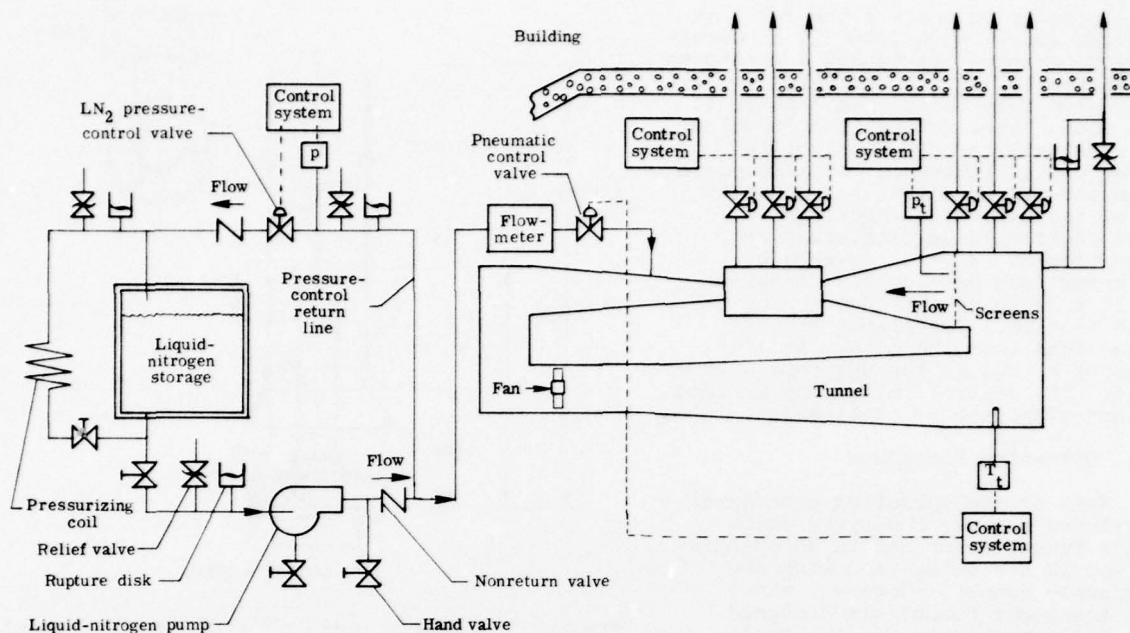 Building
LN2 pressure-
control valve
Control
system
p
Flow
Pneumatic
control
valve
Control
system
Control
system
Flow-
meter
pt
Pressure-
control
return
line
Flow
Screens
Liquid-
nitrogen
storage
Fan
Tunnel
Flow
Tt
Pressurizing
coil
Control
system
Relief valve
Rupture disk
Nonreturn valve
Liquid-nitrogen pump
Hand valve